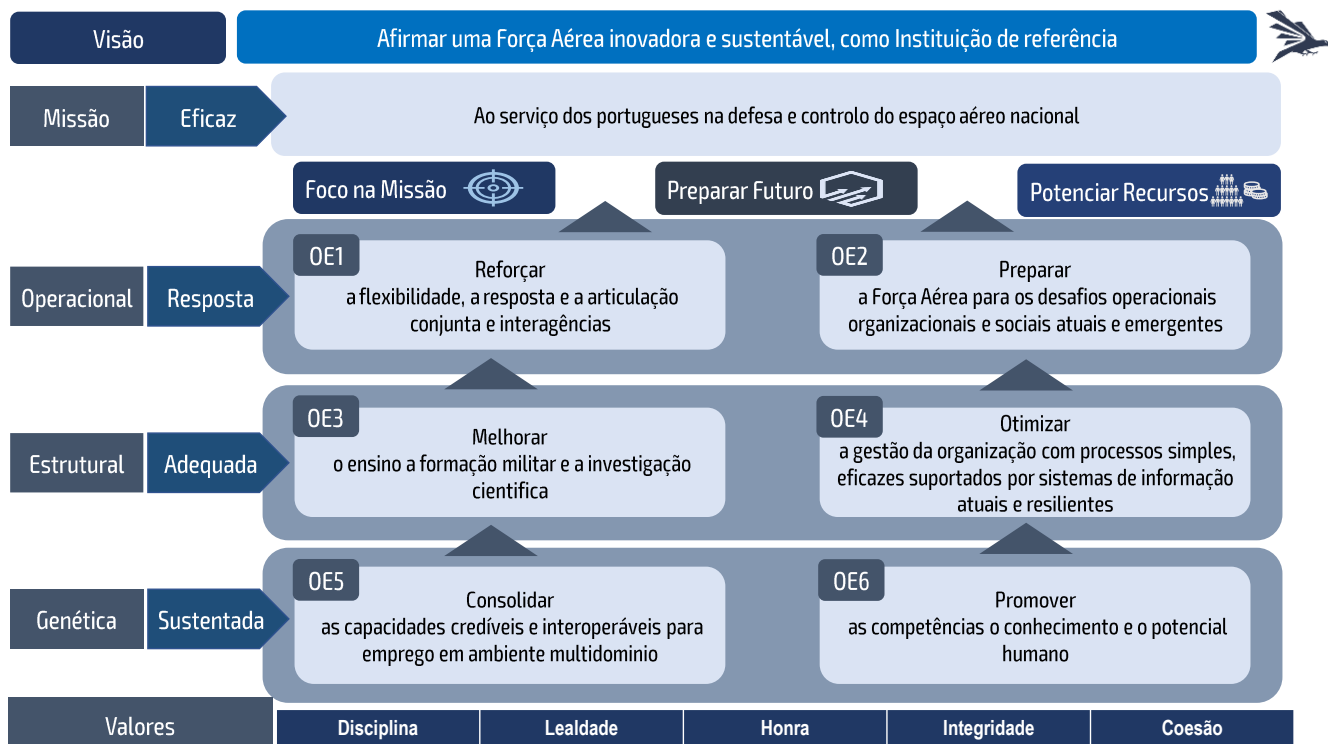 Visão
Afirmar uma Força Aérea inovadora e sustentável, como Instituição de referência
Missão
Eficaz
Ao serviço dos portugueses na defesa e controlo do espaço aéreo nacional
Foco na Missão
Preparar Futuro
Potenciar Recursos
Operacional
Resposta
OE1
Reforçar
a flexibilidade, a resposta e a articulação
conjunta e interagências
OE2
Preparar
a Força Aérea para os desafios operacionais
organizacionais e sociais atuais e emergentes
Estrutural
Adequada
OE3
Melhorar
o ensino a formação militar e a investigação
cientifica
OE4
Otimizar
a gestão da organização com processos simples,
eficazes suportados por sistemas de informação
atuais e resilientes
Genética
Sustentada
OE5
Consolidar
as capacidades credíveis e interoperáveis para
emprego em ambiente multidominio
OE6
Promover
as competências o conhecimento e o potencial
humano
Valores
Disciplina
Lealdade
Honra
Integridade
Coesão